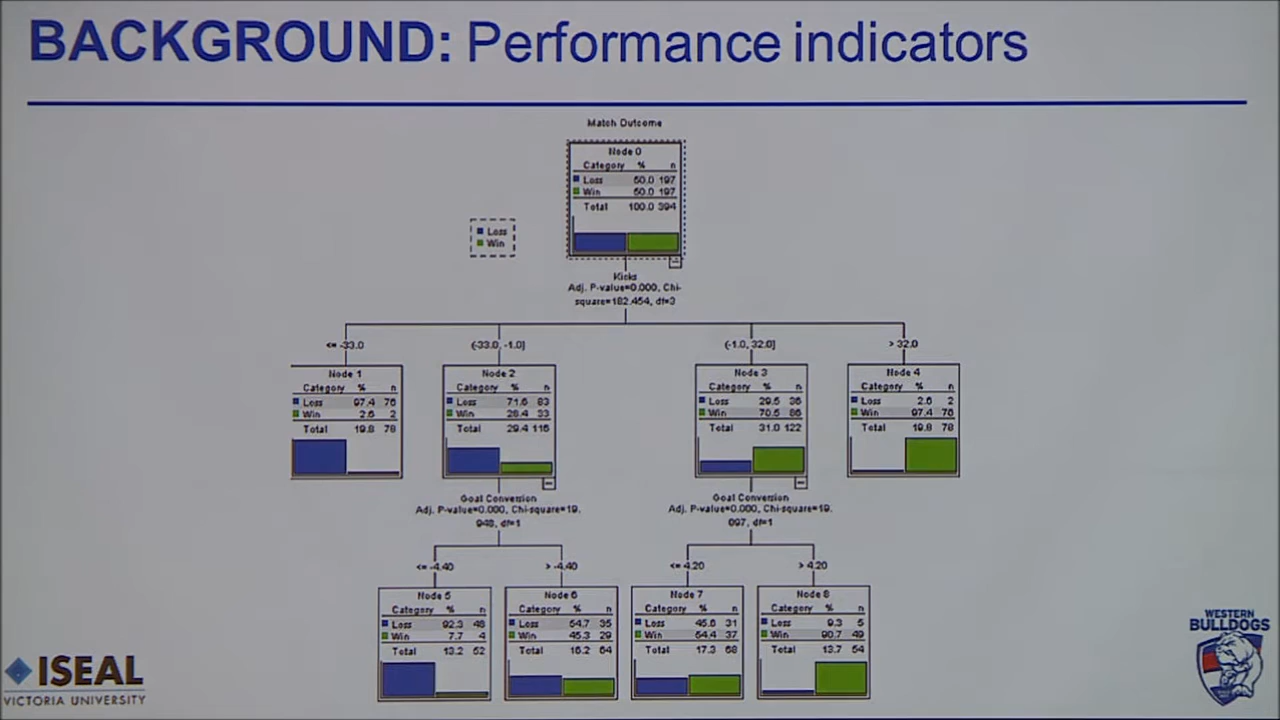 BACKGROUND: Performance indicators
Match Outcome
Node 0
Category % n
Loss 50.0 197
Win 50.0 197
Total 100.0 394
Loss
Win
Kicks
Adj. P-value=0.000, Chi-
square=182.454, df=3
<= -33.0
(-33.0, -1.0]
(-1.0, 32.0]
> 32.0
Node 1
Category % n
Loss 97.4 76
Win 2.6 2
Total 19.8 78
Node 2
Category % n
Loss 71.6 83
Win 28.4 33
Total 29.4 116
Node 3
Category % n
Loss 29.5 36
Win 70.5 86
Total 31.0 122
Node 4
Category % n
Loss 2.6 2
Win 97.4 76
Total 19.8 78
Goal Conversion
Adj. P-value=0.000, Chi-square=19.
948, df=1
Goal Conversion
Adj. P-value=0.000, Chi-square=19.
097, df=1
<= -4.40
> -4.40
<= 4.20
> 4.20
Node 5
Category % n
Loss 92.3 48
Win 7.7 4
Total 13.2 52
Node 6
Category % n
Loss 54.7 35
Win 45.3 29
Total 16.2 64
Node 7
Category % n
Loss 45.6 31
Win 54.4 37
Total 17.3 68
Node 8
Category % n
Loss 9.3 5
Win 90.7 49
Total 13.7 54
ISEAL
VICTORIA UNIVERSITY
WESTERN
BULLDOGS